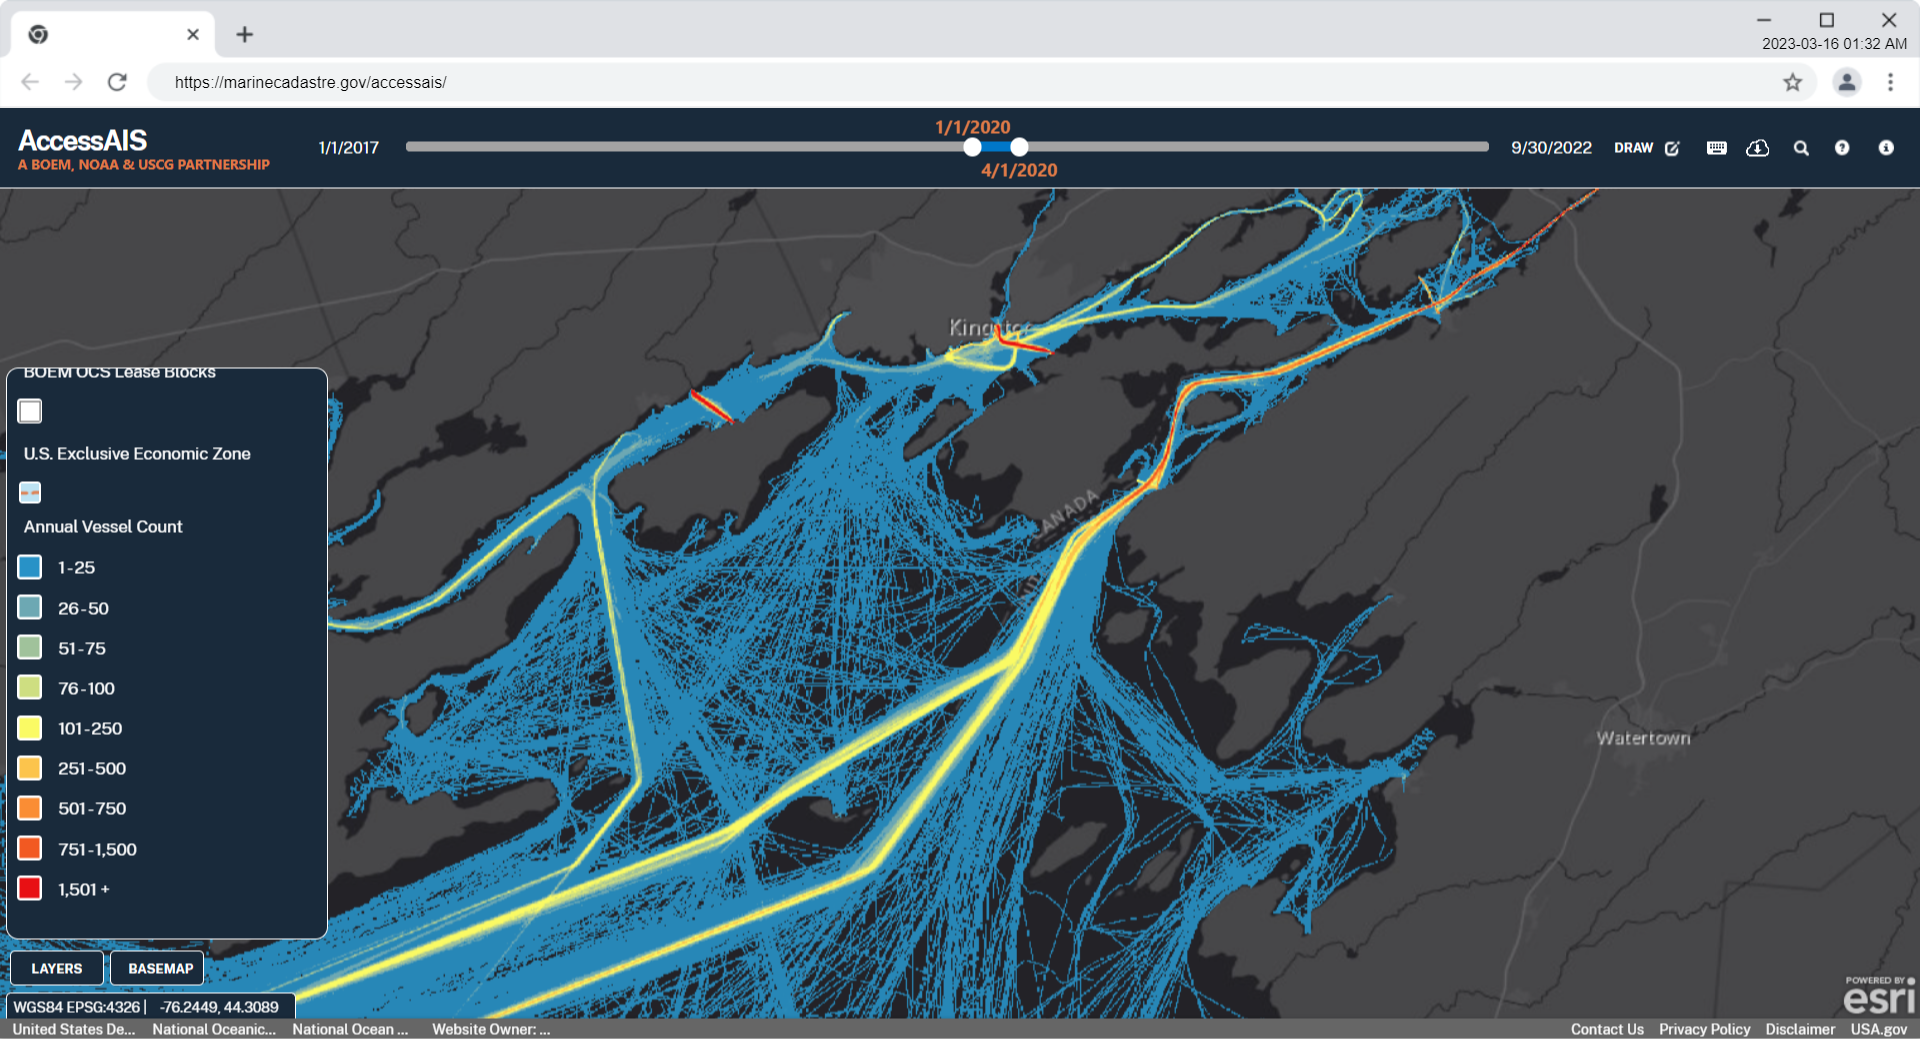 2023-03-16 01:32 AM
https://marinecadastre.gov/accessais/
AccessAIS
A BOEM, NOAA & USCG PARTNERSHIP
1/1/2017
1/1/2020
4/1/2020
9/30/2022
DRAW
Kingston
CANADA
Watertown
BOEM OCS Lease Blocks
U.S. Exclusive Economic Zone
Annual Vessel Count
1-25
26-50
51-75
76-100
101-250
251-500
501-750
751-1,500
1,501 +
LAYERS BASEMAP
WGS84 EPSG:4326 | -76.2449, 44.3089
POWERED BY
esri
United States De... National Oceanic... National Ocean ... Website Owner: ... Contact Us Privacy Policy Disclaimer USA.gov